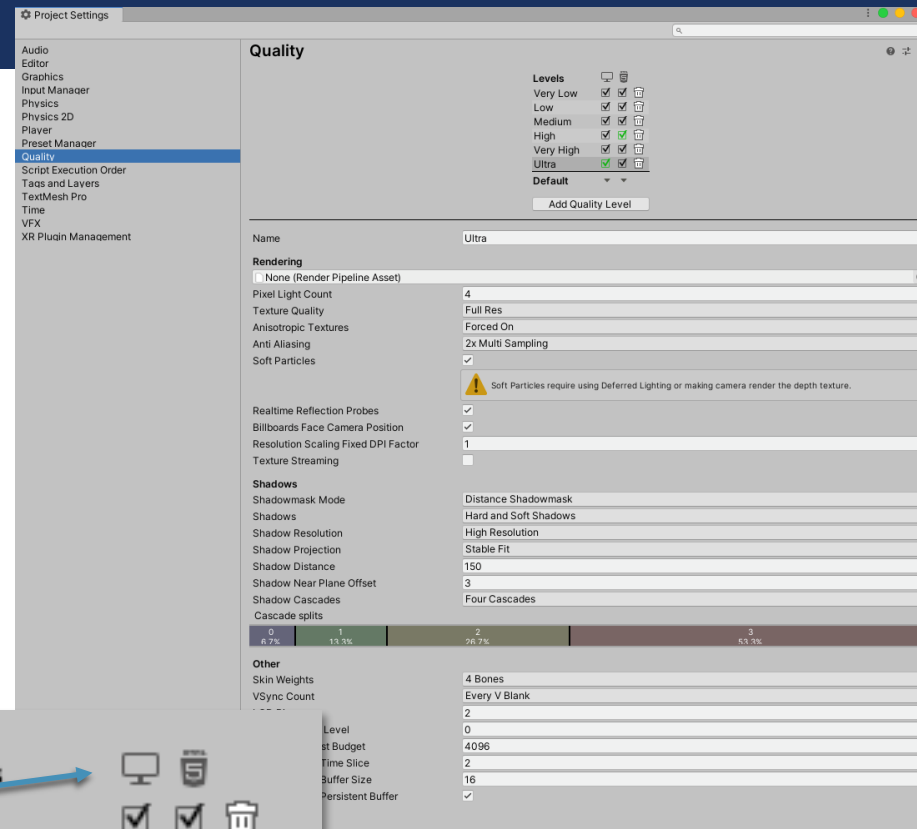 Project Settings
Audio
Editor
Graphics
Input Manager
Physics
Physics 2D
Player
Preset Manager
Quality
Script Execution Order
Tags and Layers
TextMesh Pro
Time
VFX
XR Plugin Management
Quality
Levels
Very Low
Low
Medium
High
Very High
Ultra
Default
Add Quality Level
Name Ultra
Rendering
None (Render Pipeline Asset)
Pixel Light Count 4
Texture Quality Full Res
Anisotropic Textures Forced On
Anti Aliasing 2x Multi Sampling
Soft Particles
Soft Particles require using Deferred Lighting or making camera render the depth texture.
Realtime Reflection Probes
Billboards Face Camera Position
Resolution Scaling Fixed DPI Factor 1
Texture Streaming
Shadows
Shadowmask Mode Distance Shadowmask
Shadows Hard and Soft Shadows
Shadow Resolution High Resolution
Shadow Projection Stable Fit
Shadow Distance 150
Shadow Near Plane Offset 3
Shadow Cascades Four Cascades
Cascade splits
0 1 2 3
6.7% 13.3% 26.7% 53.3%
Other
Skin Weights 4 Bones
VSync Count Every V Blank
2
Level 0
st Budget 4096
Time Slice 2
Buffer Size 16
Persistent Buffer
5